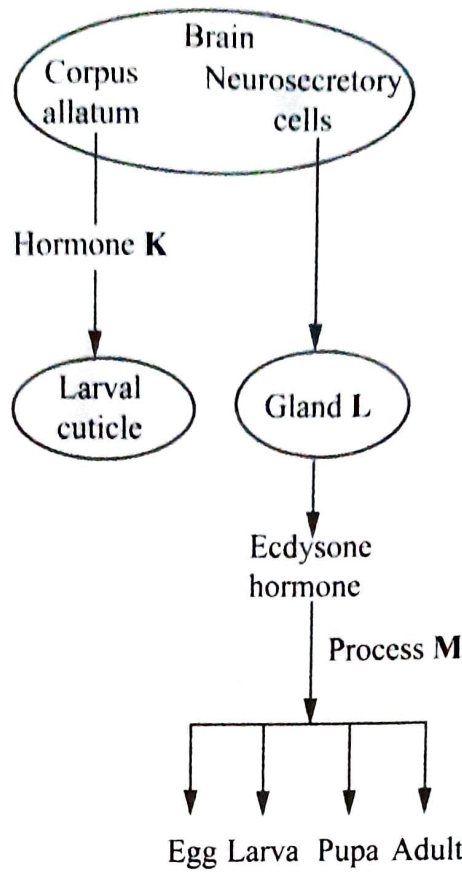 Brain
Corpus
allatum
Neurosecretory
cells
Hormone K
Larval
cuticle
Gland L
Ecdysone
hormone
Process M
Egg Larva Pupa Adult